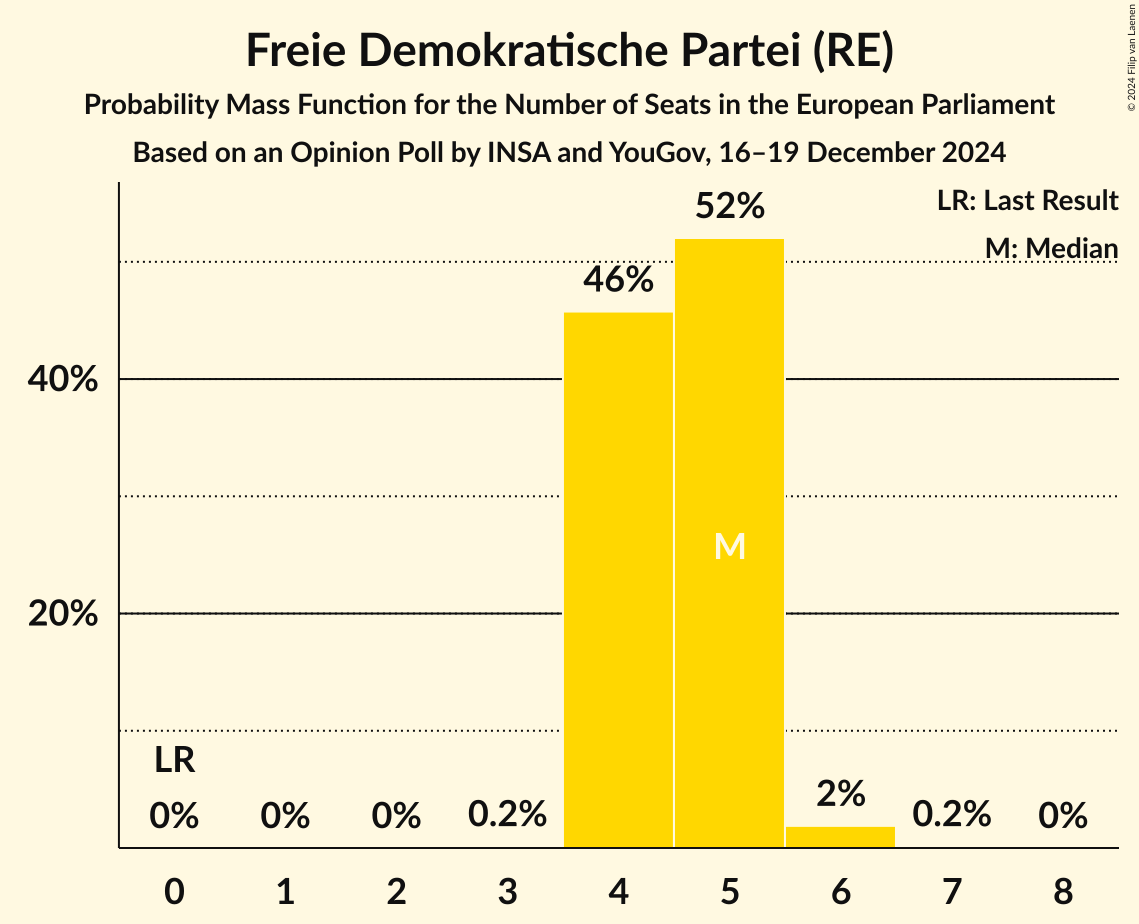 Freie Demokratische Partei (RE)
Probability Mass Function for the Number of Seats in the European Parliament
Based on an Opinion Poll by INSA and YouGov, 16–19 December 2024
© 2024 Filip van Laenen
LR: Last Result
M: Median
52%
46%
40%
M
20%
LR
0%
0%
0%
0.2%
2%
0.2%
0%
0 1 2 3 4 5 6 7 8